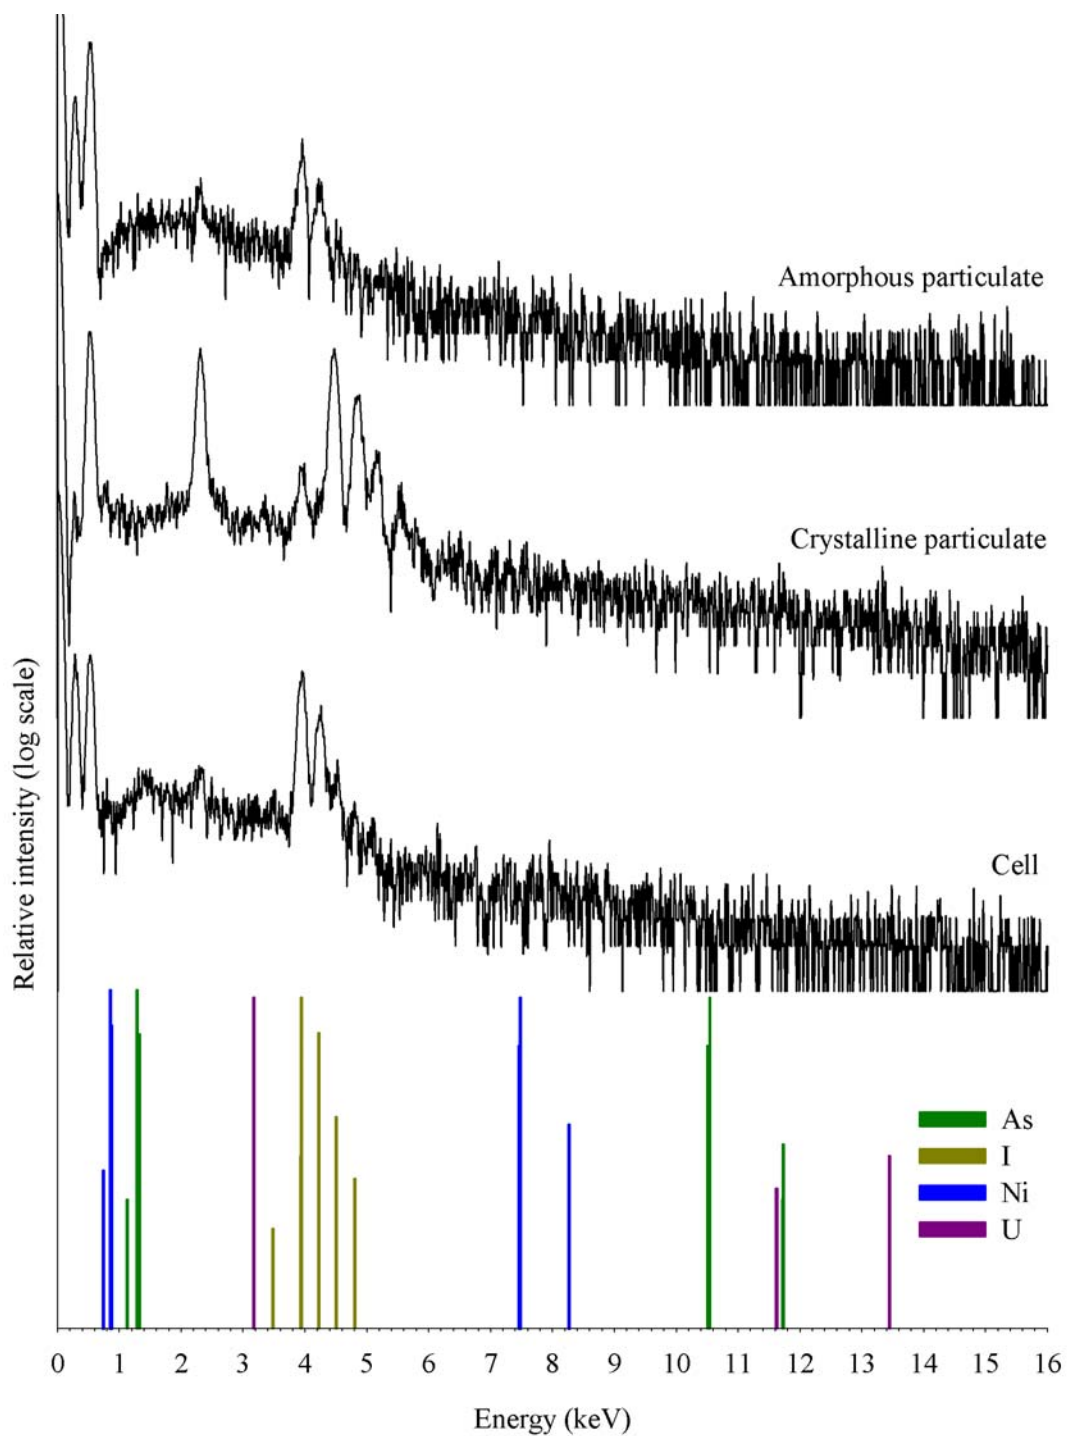 Amorphous particulate
Crystalline particulate
Cell
Relative intensity (log scale)
As
I
Ni
U
0 1 2 3 4 5 6 7 8 9 10 11 12 13 14 15 16
Energy (keV)